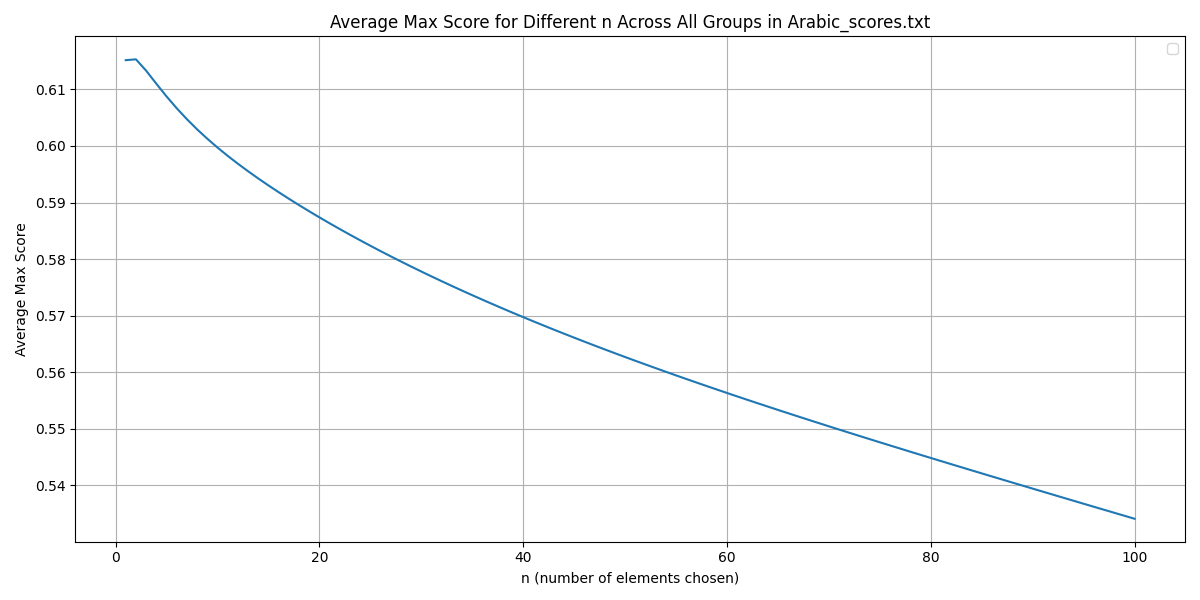 Average Max Score for Different n Across All Groups in Arabic_scores.txt
Average Max Score
0.61
0.60
0.59
0.58
0.57
0.56
0.55
0.54
0 20 40 60 80 100
n (number of elements chosen)